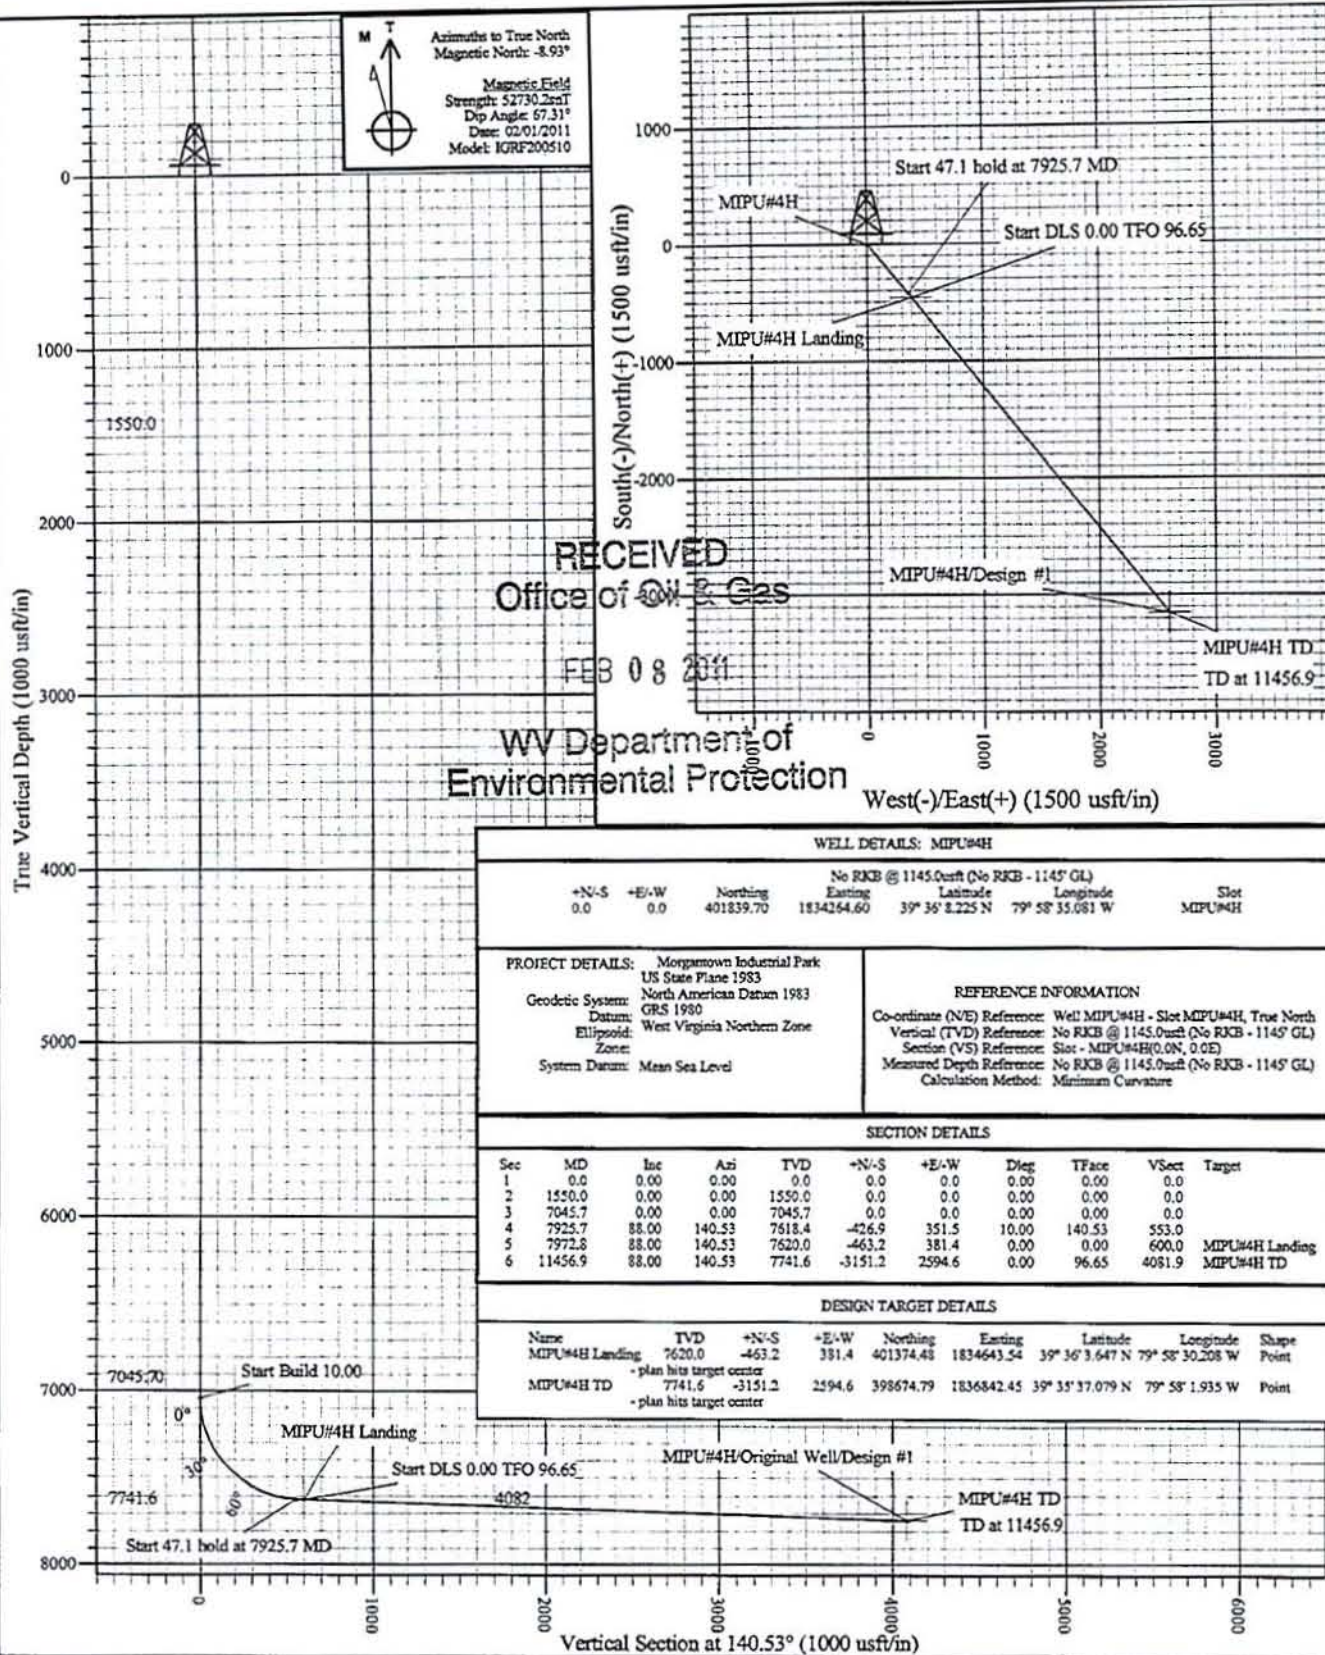 M T
Azimuths to True North
Magnetic North: -8.93°
Magnetic Field
Strength: 52730.2snT
Dip Angle: 67.31°
Date: 02/01/2011
Model: IGRF200510
True Vertical Depth (1000 usft/in)
0
1000
1550.0
2000
3000
4000
5000
6000
7000
8000
7045.70
Start Build 10.00
0°
30°
60°
MIPU#4H Landing
Start DLS 0.00 TFO 96.65
7741.6
4082
Start 47.1 hold at 7925.7 MD
MIPU#4H/Original Well/Design #1
MIPU#4H TD
TD at 11456.9
0
1000
2000
3000
4000
5000
6000
Vertical Section at 140.53° (1000 usft/in)
South(-)/North(+) (1500 usft/in)
1000
0
-1000
-2000
-3000
Start 47.1 hold at 7925.7 MD
MIPU#4H
Start DLS 0.00 TFO 96.65
MIPU#4H Landing
MIPU#4H/Design #1
MIPU#4H TD
TD at 11456.9
-1000
0
1000
2000
3000
West(-)/East(+) (1500 usft/in)
RECEIVED
Office of Oil & Gas
FEB 08 2011
WV Department of
Environmental Protection
WELL DETAILS: MIPU#4H
No RKB @ 1145.0usft (No RKB - 1145' GL)
+N/-S +E/-W Northing Easting Latitude Longitude Slot
0.0 0.0 401839.70 1834264.60 39° 36' 8.225 N 79° 58' 35.081 W MIPU#4H
PROJECT DETAILS: Morgantown Industrial Park
US State Plane 1983
Geodetic System: North American Datum 1983
Datum: GRS 1980
Ellipsoid: West Virginia Northern Zone
Zone:
System Datum: Mean Sea Level
REFERENCE INFORMATION
Co-ordinate (N/E) Reference: Well MIPU#4H - Slot MIPU#4H, True North
Vertical (TVD) Reference: No RKB @ 1145.0usft (No RKB - 1145' GL)
Section (VS) Reference: Slot - MIPU#4H(0.0N, 0.0E)
Measured Depth Reference: No RKB @ 1145.0usft (No RKB - 1145' GL)
Calculation Method: Minimum Curvature
SECTION DETAILS
Sec MD Inc Azi TVD +N/-S +E/-W Dleg TFace VSect Target
1 0.0 0.00 0.00 0.0 0.0 0.0 0.00 0.00 0.0
2 1550.0 0.00 0.00 1550.0 0.0 0.0 0.00 0.00 0.0
3 7045.7 0.00 0.00 7045.7 0.0 0.0 0.00 0.00 0.0
4 7925.7 88.00 140.53 7618.4 -426.9 351.5 10.00 140.53 553.0
5 7972.8 88.00 140.53 7620.0 -463.2 381.4 0.00 0.00 600.0 MIPU#4H Landing
6 11456.9 88.00 140.53 7741.6 -3151.2 2594.6 0.00 96.65 4081.9 MIPU#4H TD
DESIGN TARGET DETAILS
Name TVD +N/-S +E/-W Northing Easting Latitude Longitude Shape
MIPU#4H Landing 7620.0 -463.2 381.4 401374.48 1834643.54 39° 36' 3.647 N 79° 58' 30.208 W Point
- plan hits target center
MIPU#4H TD 7741.6 -3151.2 2594.6 398674.79 1836842.45 39° 35' 37.079 N 79° 58' 1.935 W Point
- plan hits target center